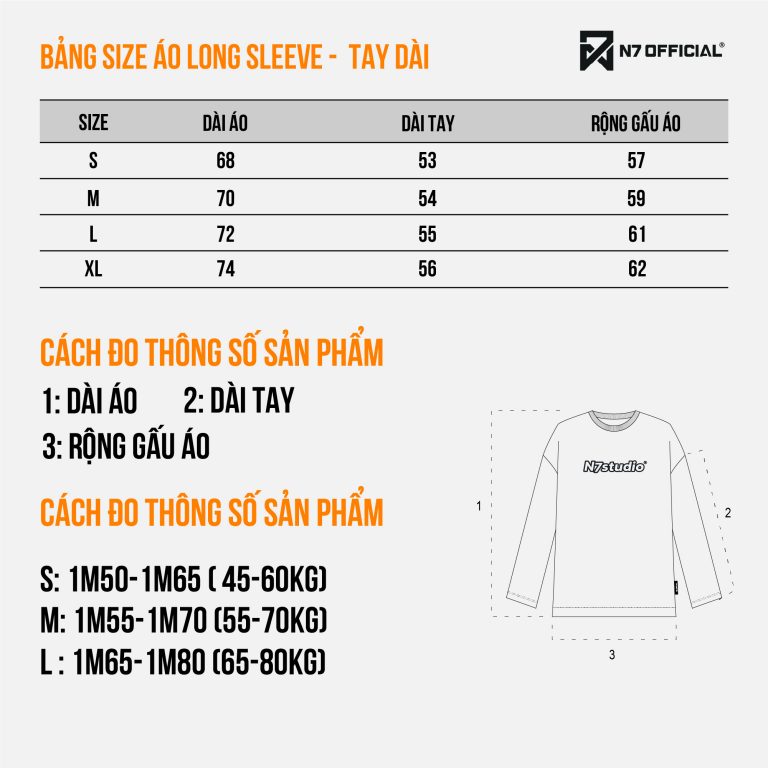 BẢNG SIZE ÁO LONG SLEEVE - TAY DÀI
N7 OFFICIAL®
SIZE DÀI ÁO DÀI TAY RỘNG GẤU ÁO
S 68 53 57
M 70 54 59
L 72 55 61
XL 74 56 62
CÁCH ĐO THÔNG SỐ SẢN PHẨM
1: DÀI ÁO 2: DÀI TAY
3: RỘNG GẤU ÁO
CÁCH ĐO THÔNG SỐ SẢN PHẨM
S: 1M50-1M65 ( 45-60KG)
M: 1M55-1M70 (55-70KG)
L : 1M65-1M80 (65-80KG)
N7studio®
1
2
3